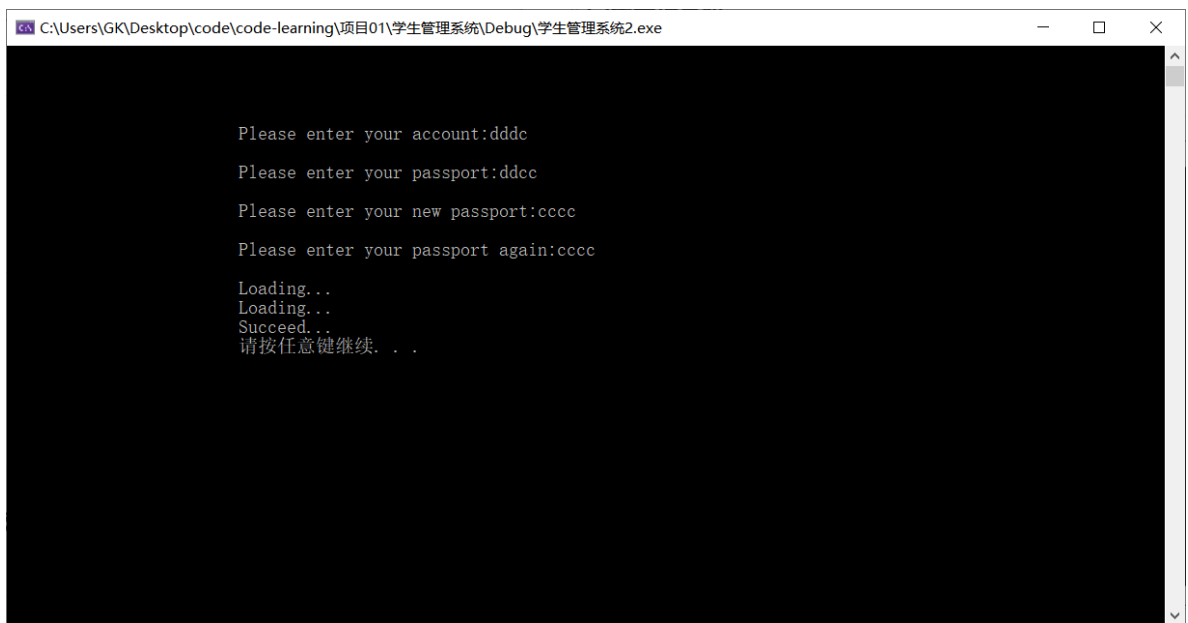 C:\Users\GK\Desktop\code\code-learning\项目01\学生管理系统\Debug\学生管理系统2.exe
Please enter your account:dddc
Please enter your passport:ddcc
Please enter your new passport:cccc
Please enter your passport again:cccc
Loading...
Loading...
Succeed...
请按任意键继续. . .